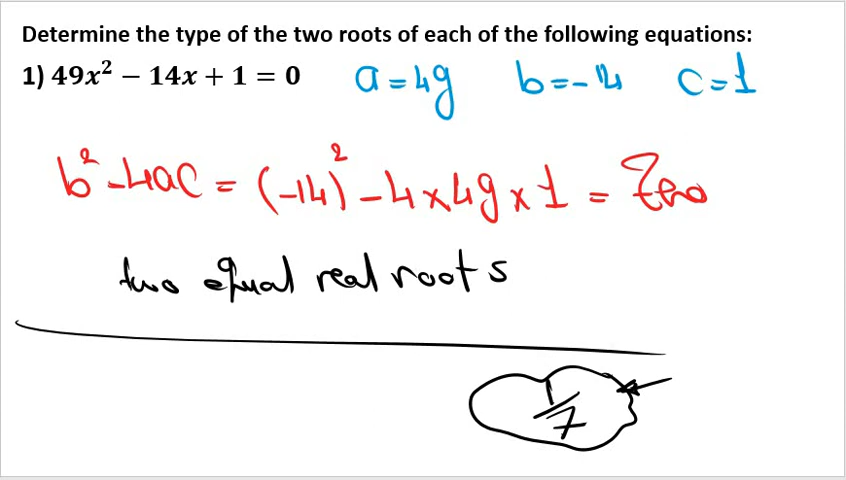 Determine the type of the two roots of each of the following equations:
1) 49x² − 14x + 1 = 0 a = 49 b = -14 c = 1
b² - 4ac = (-14)² - 4 × 49 × 1 = Zero
two equal real roots
1/7